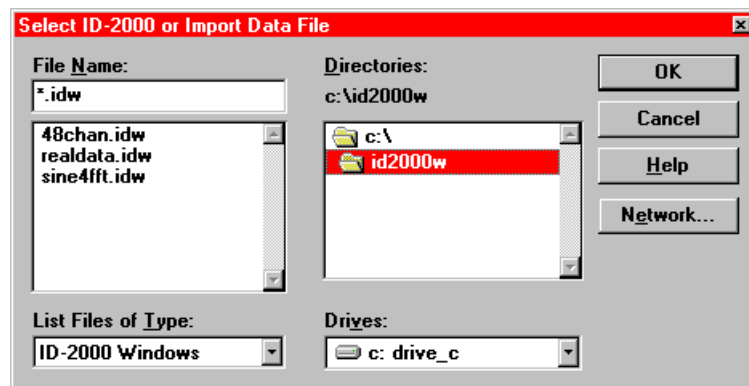 Select ID-2000 or Import Data File
File Name:
*.idw
48chan.idw
realdata.idw
sine4fft.idw
List Files of Type:
ID-2000 Windows
Directories:
c:\id2000w
c:\
id2000w
Drives:
c: drive_c
OK
Cancel
Help
Network...